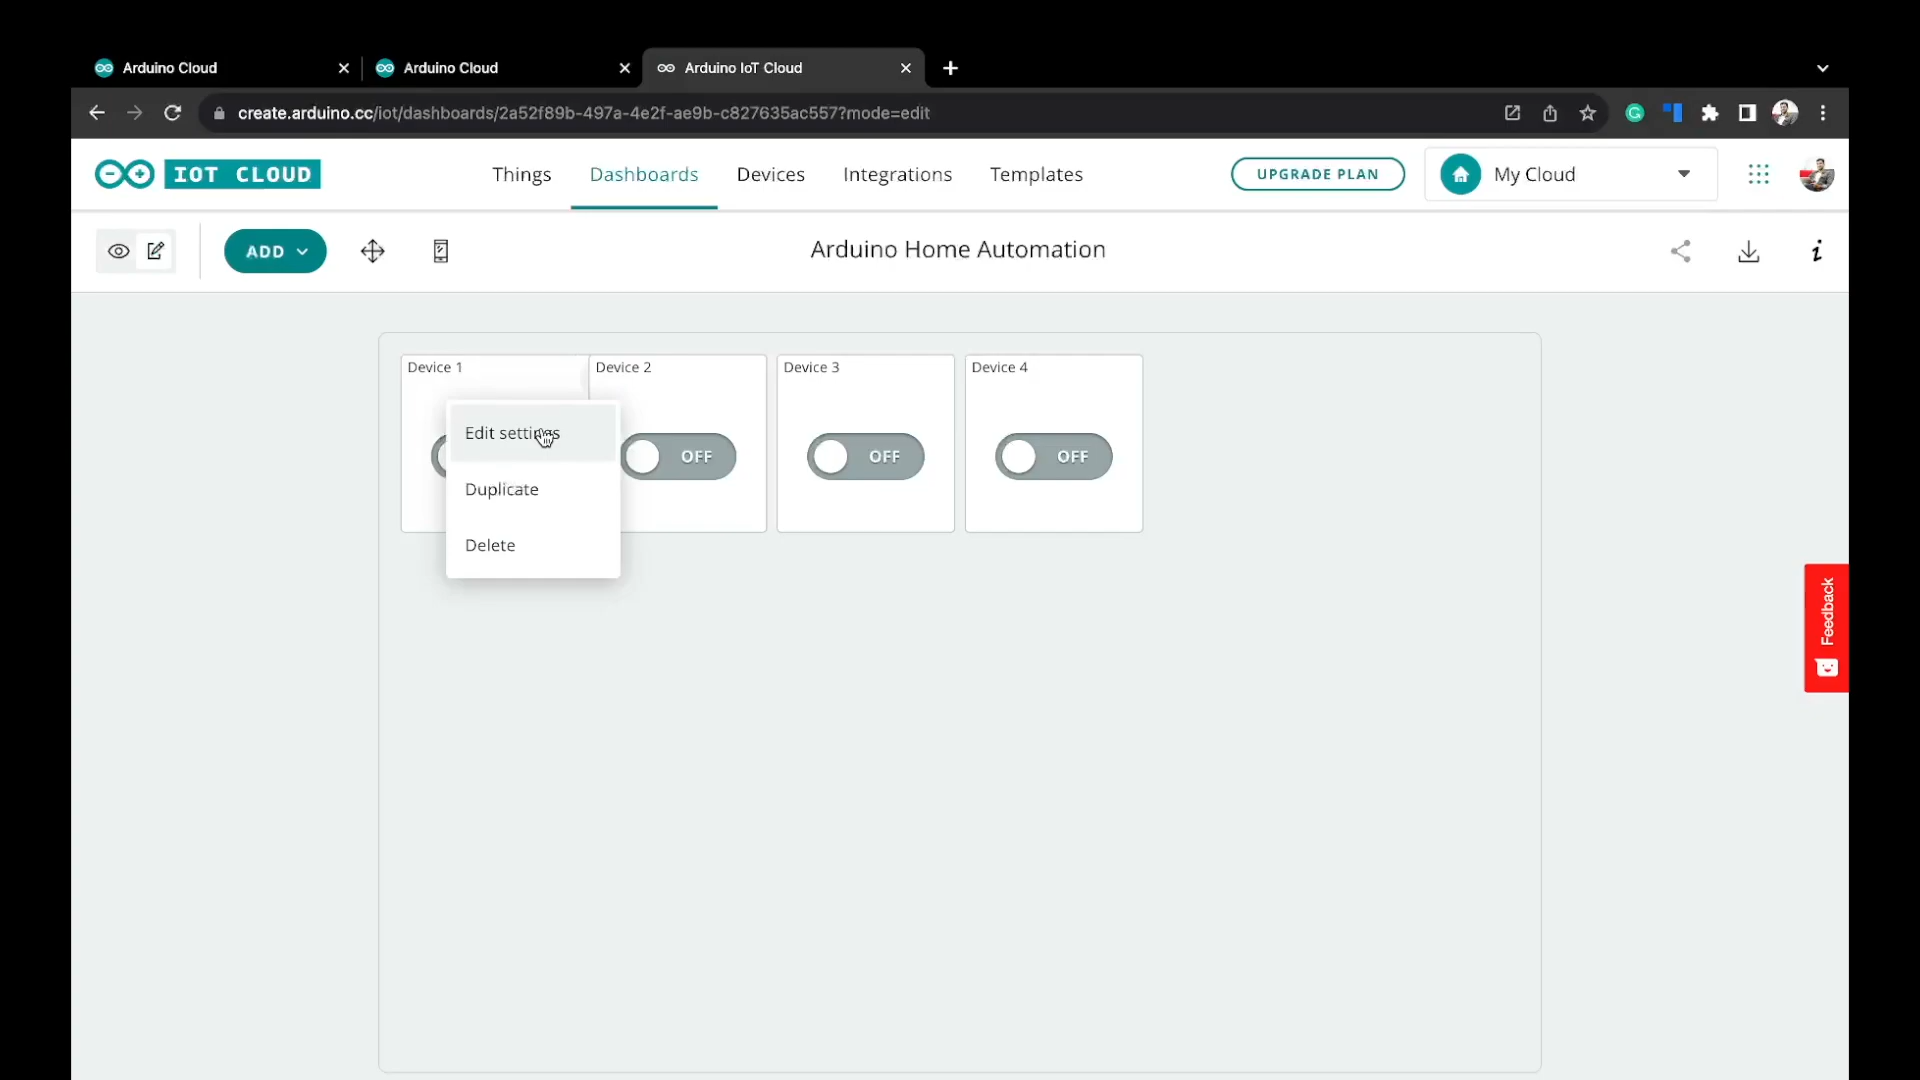 Arduino Cloud
Arduino Cloud
Arduino IoT Cloud
create.arduino.cc/iot/dashboards/2a52f89b-497a-4e2f-ae9b-c827635ac557?mode=edit
IOT CLOUD
Things
Dashboards
Devices
Integrations
Templates
UPGRADE PLAN
My Cloud
ADD
Arduino Home Automation
Device 1
Device 2
Device 3
Device 4
Edit settings
OFF
OFF
OFF
Duplicate
Delete
Feedback